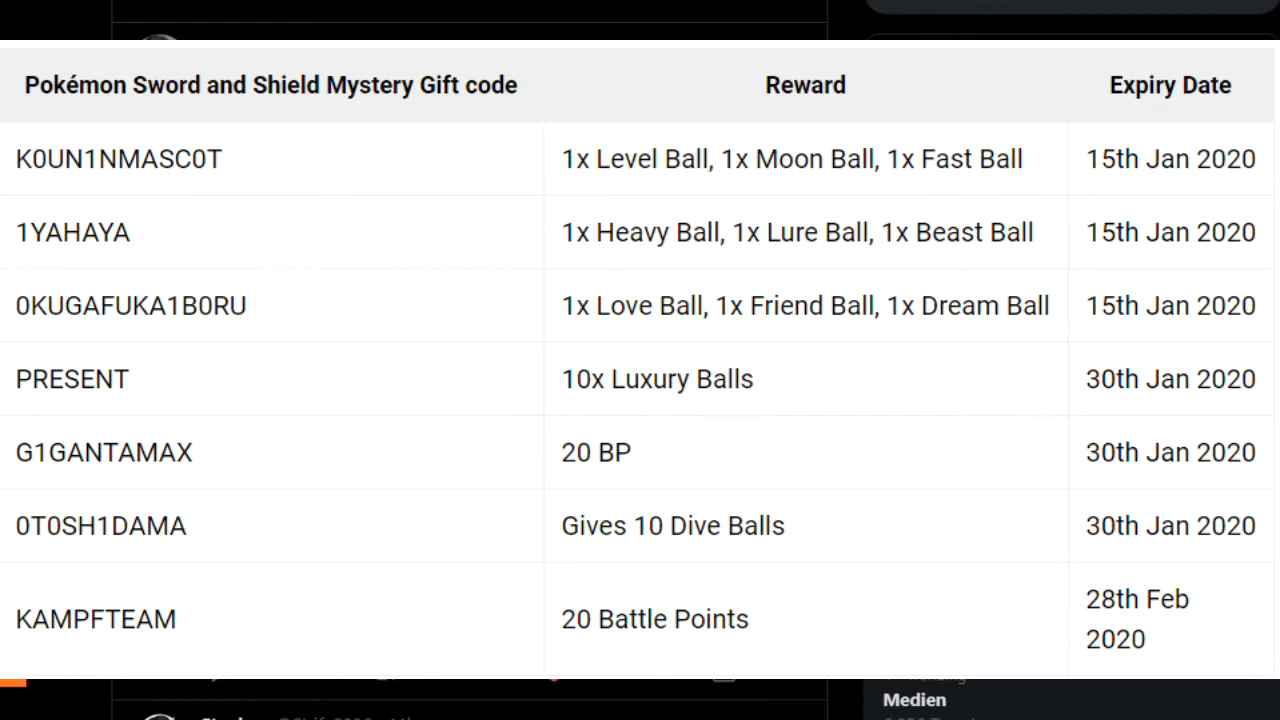 Pokémon Sword and Shield Mystery Gift code Reward Expiry Date
K0UN1NMASC0T 1x Level Ball, 1x Moon Ball, 1x Fast Ball 15th Jan 2020
1YAHAYA 1x Heavy Ball, 1x Lure Ball, 1x Beast Ball 15th Jan 2020
0KUGAFUKA1B0RU 1x Love Ball, 1x Friend Ball, 1x Dream Ball 15th Jan 2020
PRESENT 10x Luxury Balls 30th Jan 2020
G1GANTAMAX 20 BP 30th Jan 2020
0T0SH1DAMA Gives 10 Dive Balls 30th Jan 2020
KAMPFTEAM 20 Battle Points 28th Feb
2020
Medien